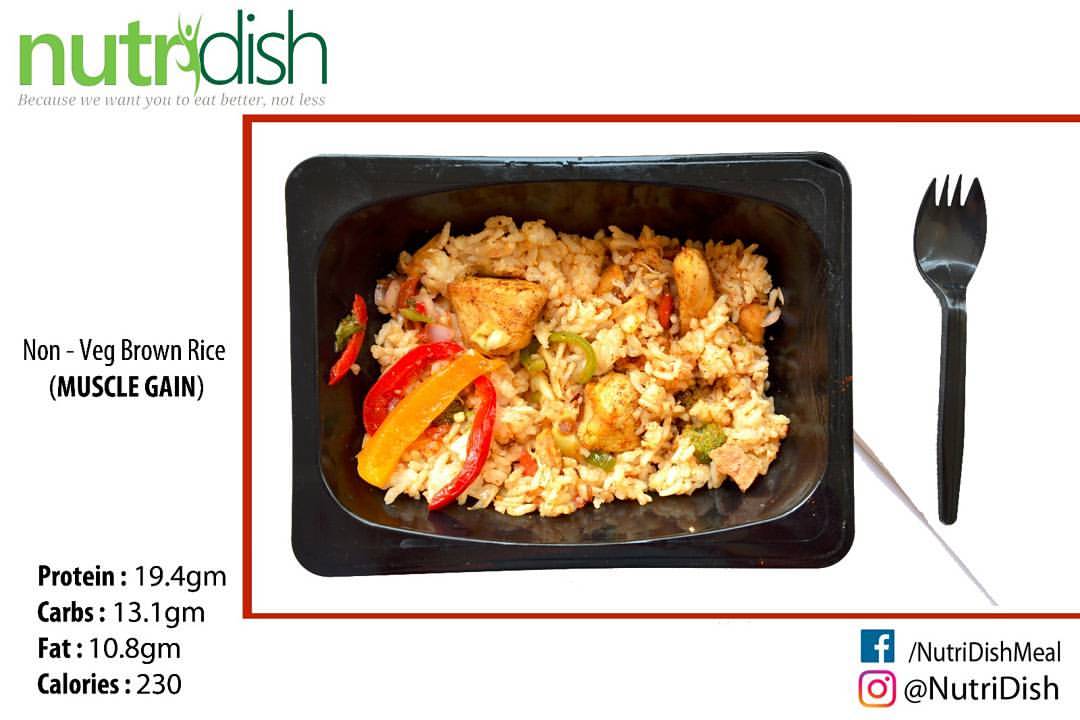 nutridish
Because we want you to eat better, not less
Non - Veg Brown Rice
(MUSCLE GAIN)
Protein : 19.4gm
Carbs : 13.1gm
Fat : 10.8gm
Calories : 230
/NutriDishMeal
@NutriDish